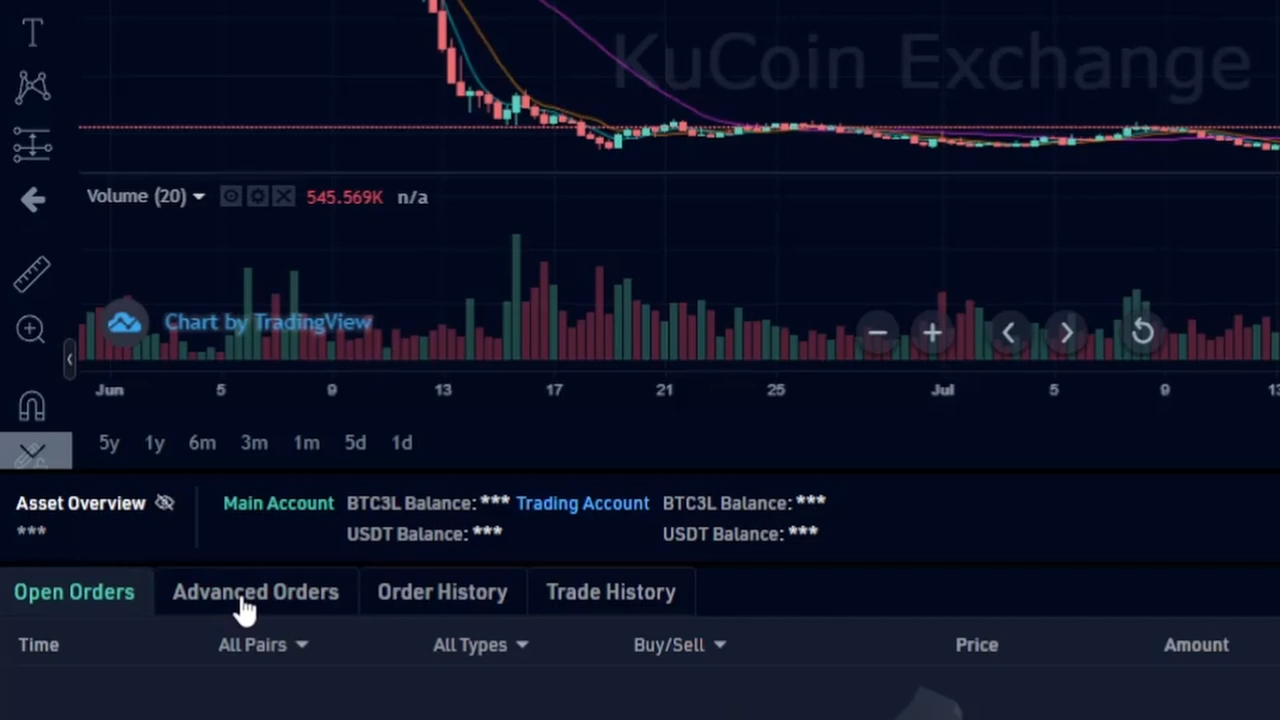 T
KuCoin Exchange
Volume (20) 545.569K n/a
Chart by TradingView
Jun 5 9 13 17 21 25 Jul 5 9 13
5y 1y 6m 3m 1m 5d 1d
Asset Overview Main Account BTC3L Balance: *** Trading Account BTC3L Balance: ***
*** USDT Balance: *** USDT Balance: ***
Open Orders Advanced Orders Order History Trade History
Time All Pairs All Types Buy/Sell Price Amount